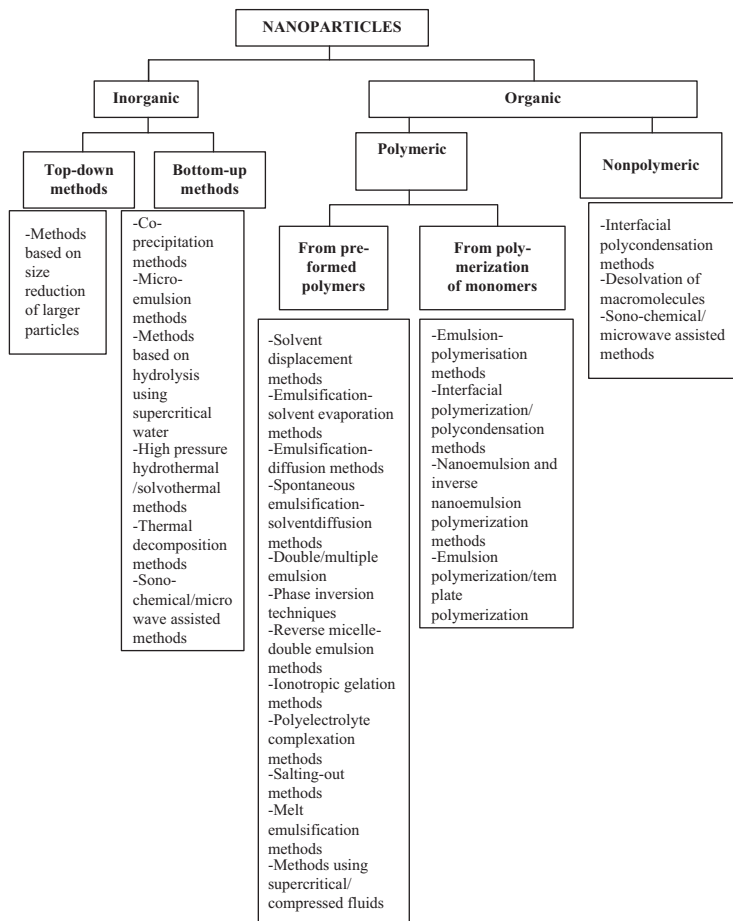 NANOPARTICLES
Inorganic
Organic
Top-down
methods
Bottom-up
methods
Polymeric
Nonpolymeric
-Methods
based on
size
reduction
of larger
particles
-Co-
precipitation
methods
-Micro-
emulsion
methods
-Methods
based on
hydrolysis
using
supercritical
water
-High pressure
hydrothermal
/solvothermal
methods
-Thermal
decomposition
methods
-Sono-
chemical/micro
wave assisted
methods
From pre-
formed
polymers
From poly-
merization
of monomers
-Interfacial
polycondensation
methods
-Desolvation of
macromolecules
-Sono-chemical/
microwave assisted
methods
-Solvent
displacement
methods
-Emulsification-
solvent evaporation
methods
-Emulsification-
diffusion methods
-Spontaneous
emulsification-
solventdiffusion
methods
-Double/multiple
emulsion
-Phase inversion
techniques
-Reverse micelle-
double emulsion
methods
-Ionotropic gelation
methods
-Polyelectrolyte
complexation
methods
-Salting-out
methods
-Melt
emulsification
methods
-Methods using
supercritical/
compressed fluids
-Emulsion-
polymerisation
methods
-Interfacial
polymerization/
polycondensation
methods
-Nanoemulsion and
inverse
nanoemulsion
polymerization
methods
-Emulsion
polymerization/tem
plate
polymerization